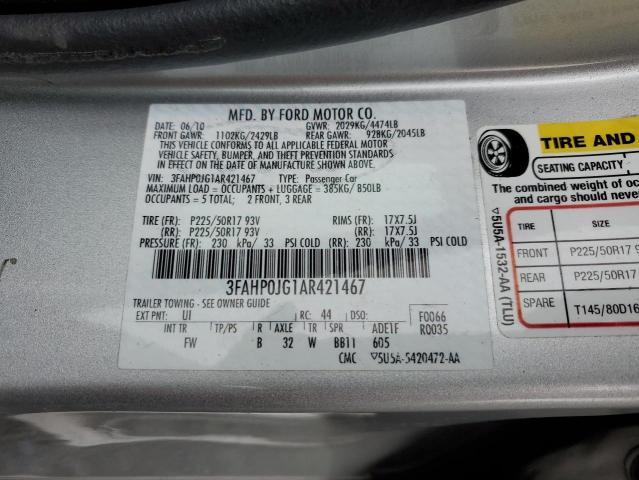 MFD. BY FORD MOTOR CO.
DATE: 06/10 GVWR: 2029KG/4474LB
FRONT GAWR: 1102KG/2429LB REAR GAWR: 928KG/2045LB
THIS VEHICLE CONFORMS TO ALL APPLICABLE FEDERAL MOTOR
VEHICLE SAFETY, BUMPER, AND THEFT PREVENTION STANDARDS
IN EFFECT ON THE DATE OF MANUFACTURE SHOWN ABOVE.
VIN: 3FAHP0JG1AR421467 TYPE: Passenger Car
MAXIMUM LOAD = OCCUPANTS + LUGGAGE = 385KG/850LB
OCCUPANTS = 5 TOTAL; 2 FRONT, 3 REAR
TIRE (FR): P225/50R17 93V RIMS (FR): 17X7.5J
(RR): P225/50R17 93V (RR): 17X7.5J
PRESSURE (FR): 230 kPa/ 33 PSI COLD (RR) 230 kPa/ 33 PSI COLD
3FAHP0JG1AR421467
TRAILER TOWING - SEE OWNER GUIDE
EXT PNT: UI RC: 44 DSO: F0066
INT TR TP/PS R AXLE TR SPR ADE1F R0035
FW B 32 W BB11 605
CMC 5U5A-5420472-AA
5U5A-1532-AA (TLU)
TIRE AND
SEATING CAPACITY
The combined weight of oc
and cargo should never
TIRE SIZE
FRONT P225/50R17 9
REAR P225/50R17
SPARE T145/80D16